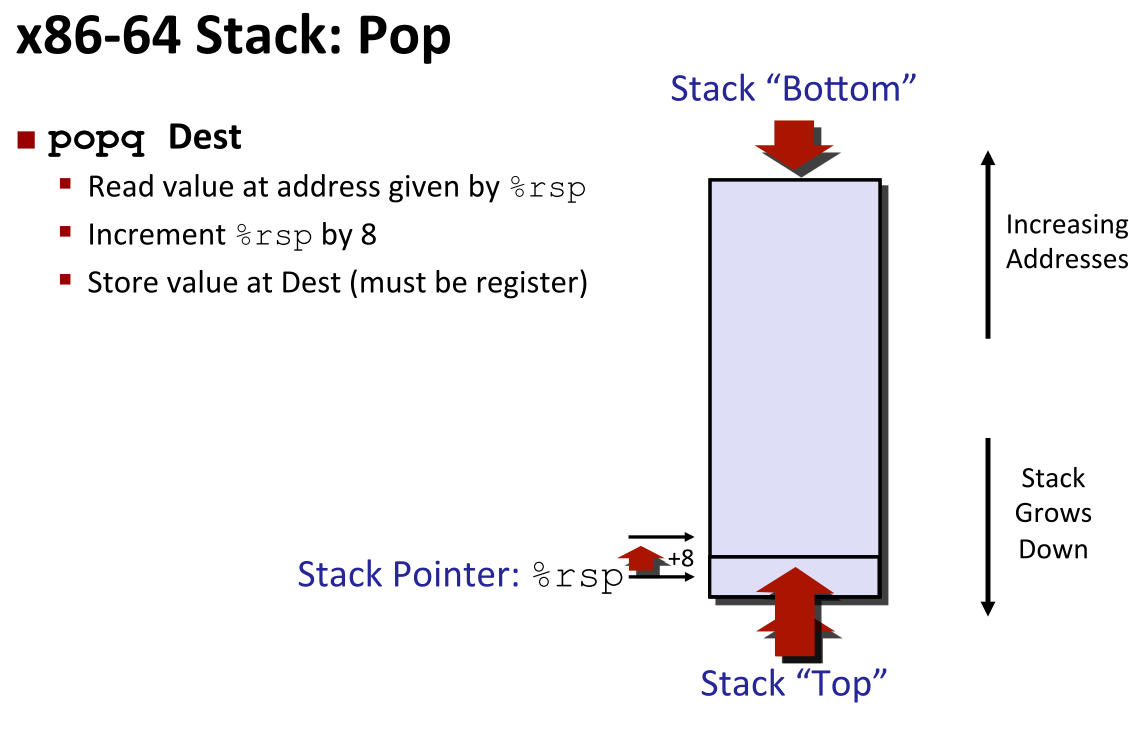 x86-64 Stack: Pop
■ popq Dest
▪ Read value at address given by %rsp
▪ Increment %rsp by 8
▪ Store value at Dest (must be register)
Stack “Bottom”
Increasing
Addresses
Stack
Grows
Down
+8
Stack Pointer: %rsp
Stack “Top”